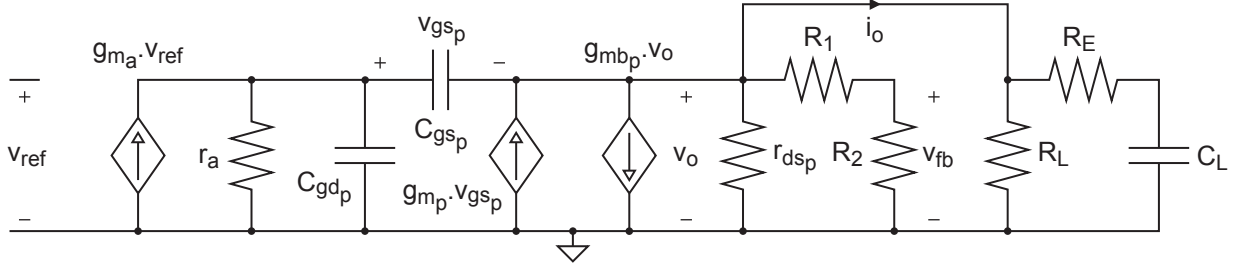 v_gs_p
i_o
R_1
R_E
g_m_a.v_ref
g_mb_p.v_o
+ −
+ + +
C_gs_p
v_ref
r_a
C_gd_p
g_m_p.v_gs_p
v_o
r_ds_p
R_2
v_fb
R_L
C_L
− − −